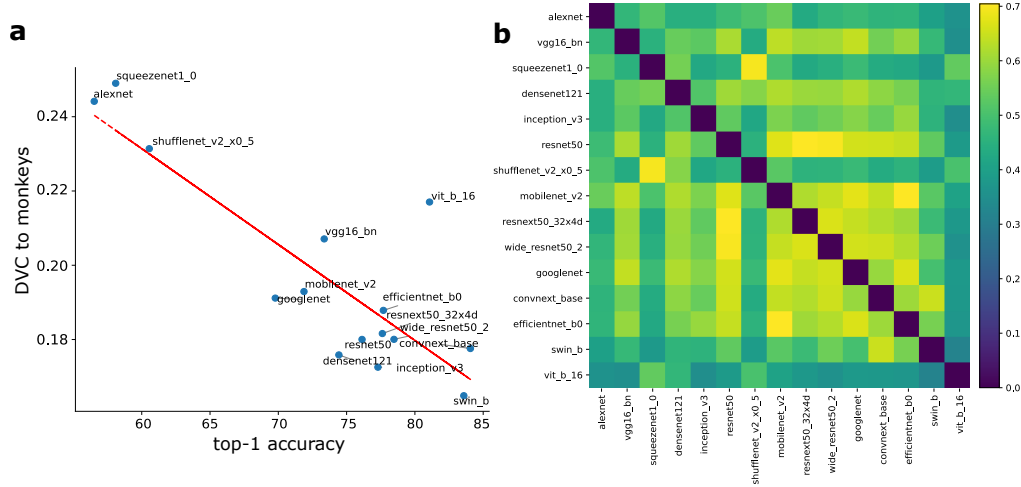 a
DVC to monkeys
0.24
0.22
0.20
0.18
squeezenet1_0
alexnet
shufflenet_v2_x0_5
vit_b_16
vgg16_bn
mobilenet_v2
googlenet
efficientnet_b0
resnext50_32x4d
wide_resnet50_2
resnet50
convnext_base
densenet121
inception_v3
swin_b
60
65
70
75
80
85
top-1 accuracy
b
alexnet
vgg16_bn
squeezenet1_0
densenet121
inception_v3
resnet50
shufflenet_v2_x0_5
mobilenet_v2
resnext50_32x4d
wide_resnet50_2
googlenet
convnext_base
efficientnet_b0
swin_b
vit_b_16
alexnet
vgg16_bn
squeezenet1_0
densenet121
inception_v3
resnet50
shufflenet_v2_x0_5
mobilenet_v2
resnext50_32x4d
wide_resnet50_2
googlenet
convnext_base
efficientnet_b0
swin_b
vit_b_16
0.7
0.6
0.5
0.4
0.3
0.2
0.1
0.0